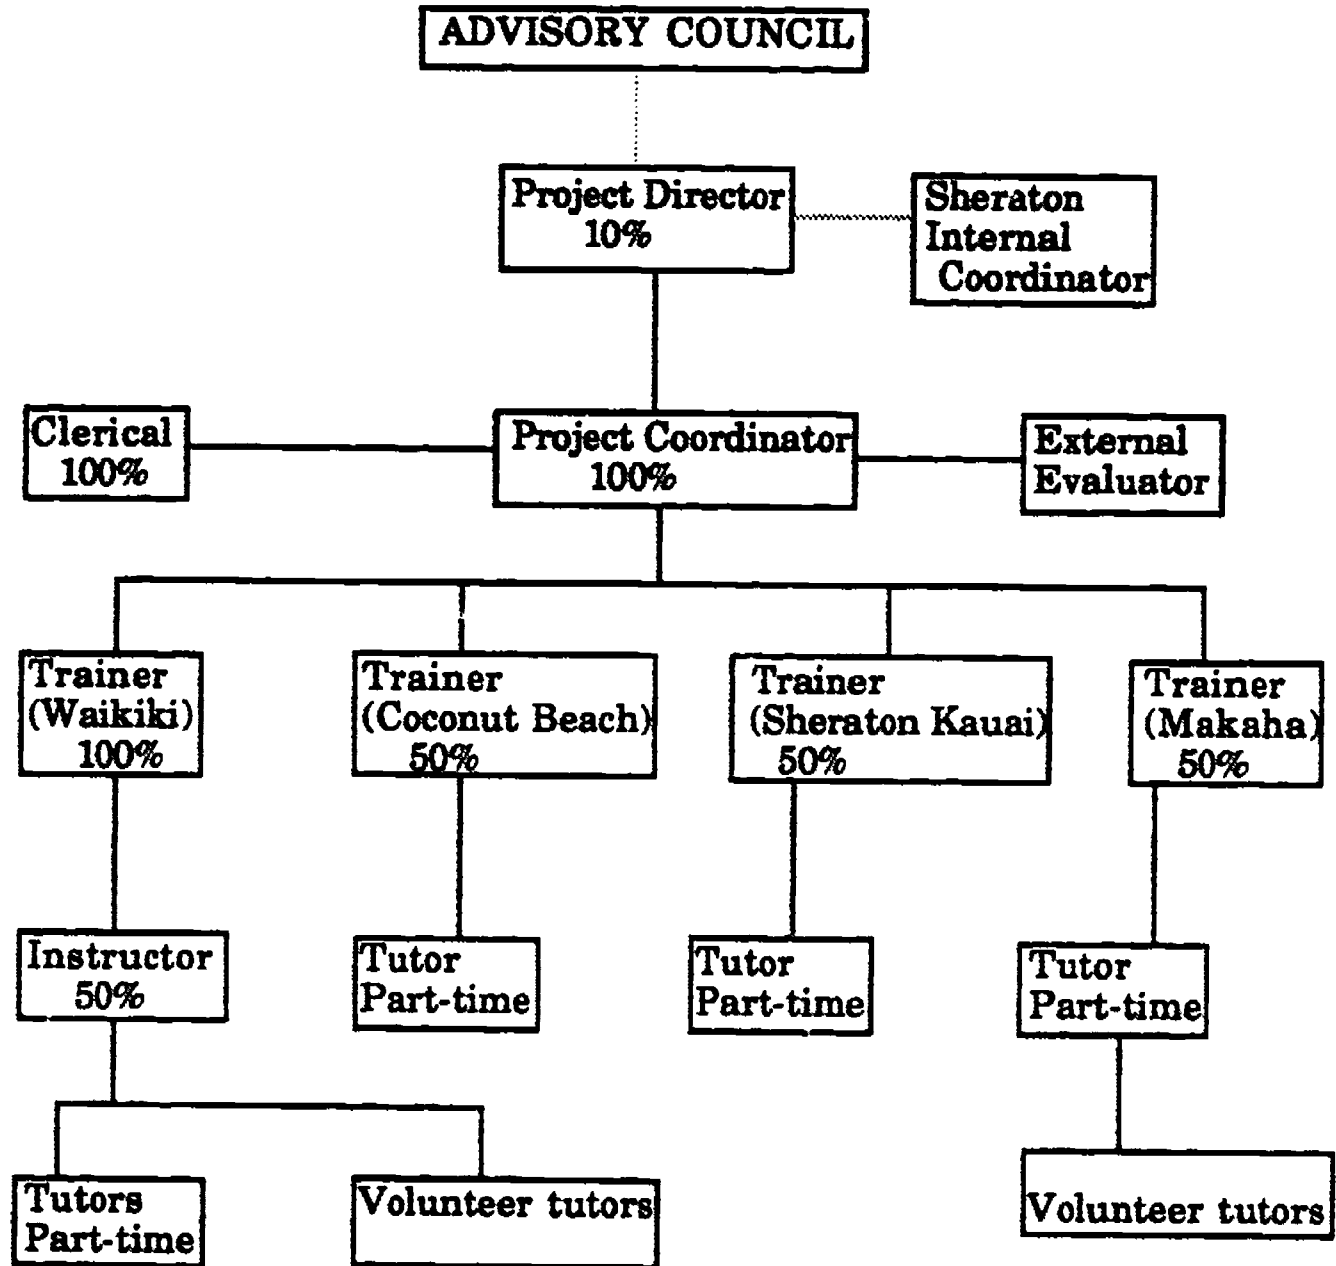 ADVISORY COUNCIL
Project Director
10%
Sheraton
Internal
Coordinator
Clerical
100%
Project Coordinator
100%
External
Evaluator
Trainer
(Waikiki)
100%
Trainer
(Coconut Beach)
50%
Trainer
(Sheraton Kauai)
50%
Trainer
(Makaha)
50%
Instructor
50%
Tutor
Part-time
Tutor
Part-time
Tutor
Part-time
Tutors
Part-time
Volunteer tutors
Volunteer tutors